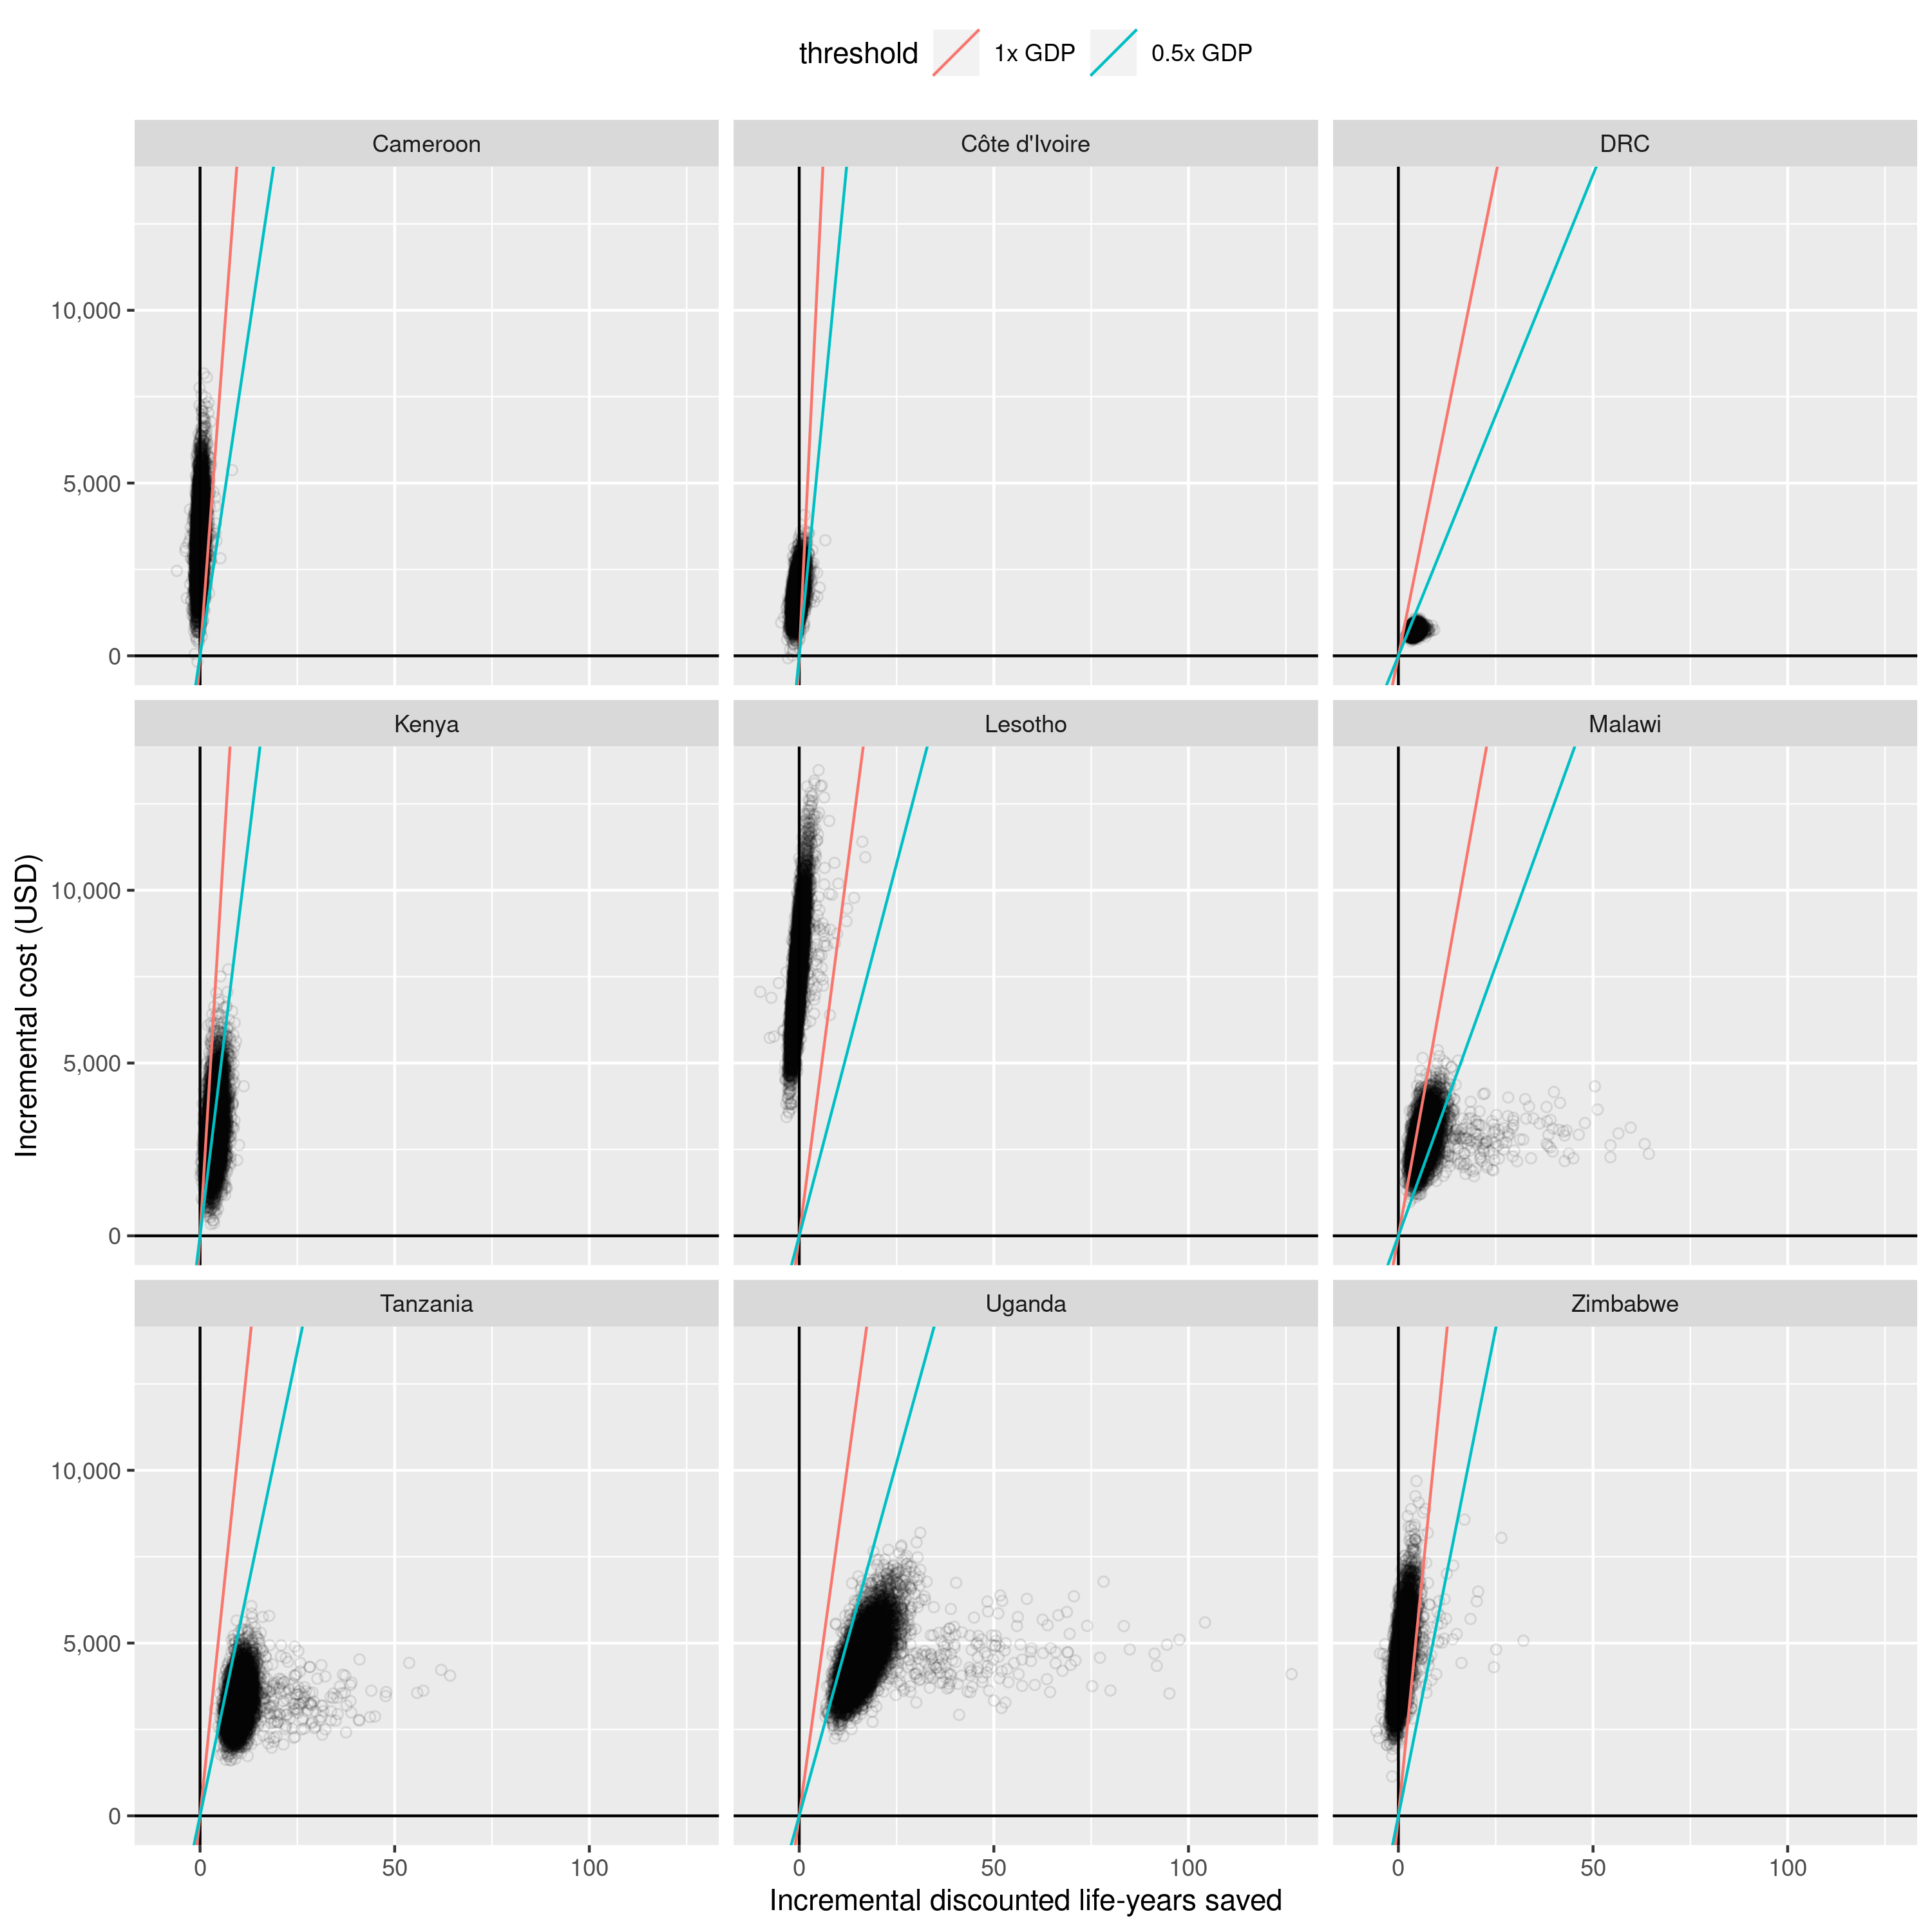 threshold 1x GDP 0.5x GDP
Cameroon Côte d'Ivoire DRC
10,000
5,000
0
Kenya Lesotho Malawi
10,000
5,000
0
Incremental cost (USD)
Tanzania Uganda Zimbabwe
10,000
5,000
0
0 50 100 0 50 100 0 50 100
Incremental discounted life-years saved